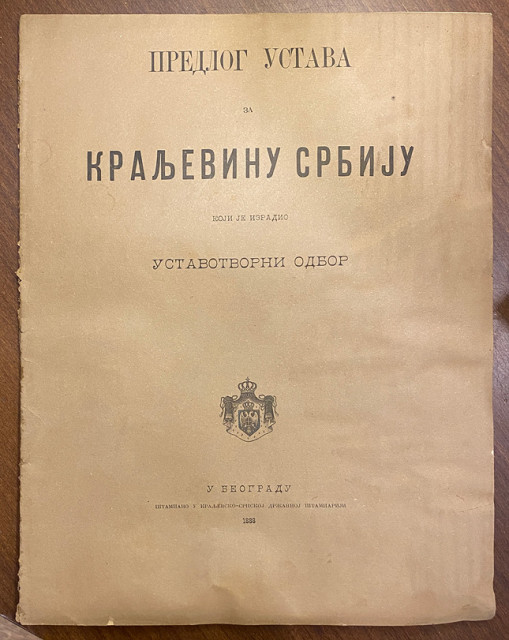 ПРЕДЛОГ УСТАВА
ЗА
КРАЉЕВИНУ СРБИЈУ
КОЈИ ЈЕ ИЗРАДИО
УСТАВОТВОРНИ ОДБОР
У БЕОГРАДУ
ШТАМПАНО У КРАЉЕВСКО-СРПСКОЈ ДРЖАВНОЈ ШТАМПАРИЈИ
1888